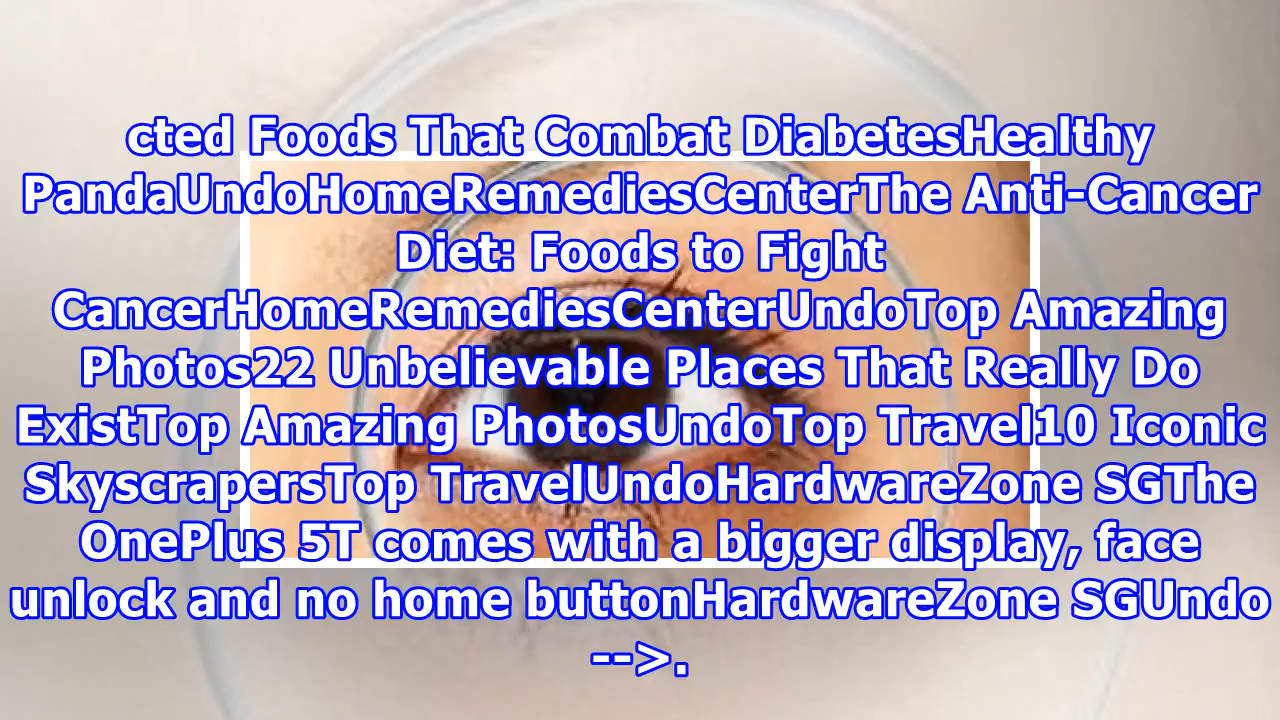 cted Foods That Combat DiabetesHealthy
PandaUndoHomeRemediesCenterThe Anti-Cancer
Diet: Foods to Fight
CancerHomeRemediesCenterUndoTop Amazing
Photos22 Unbelievable Places That Really Do
ExistTop Amazing PhotosUndoTop Travel10 Iconic
SkyscrapersTop TravelUndoHardwareZone SGThe
OnePlus 5T comes with a bigger display, face
unlock and no home buttonHardwareZone SGUndo
-->.